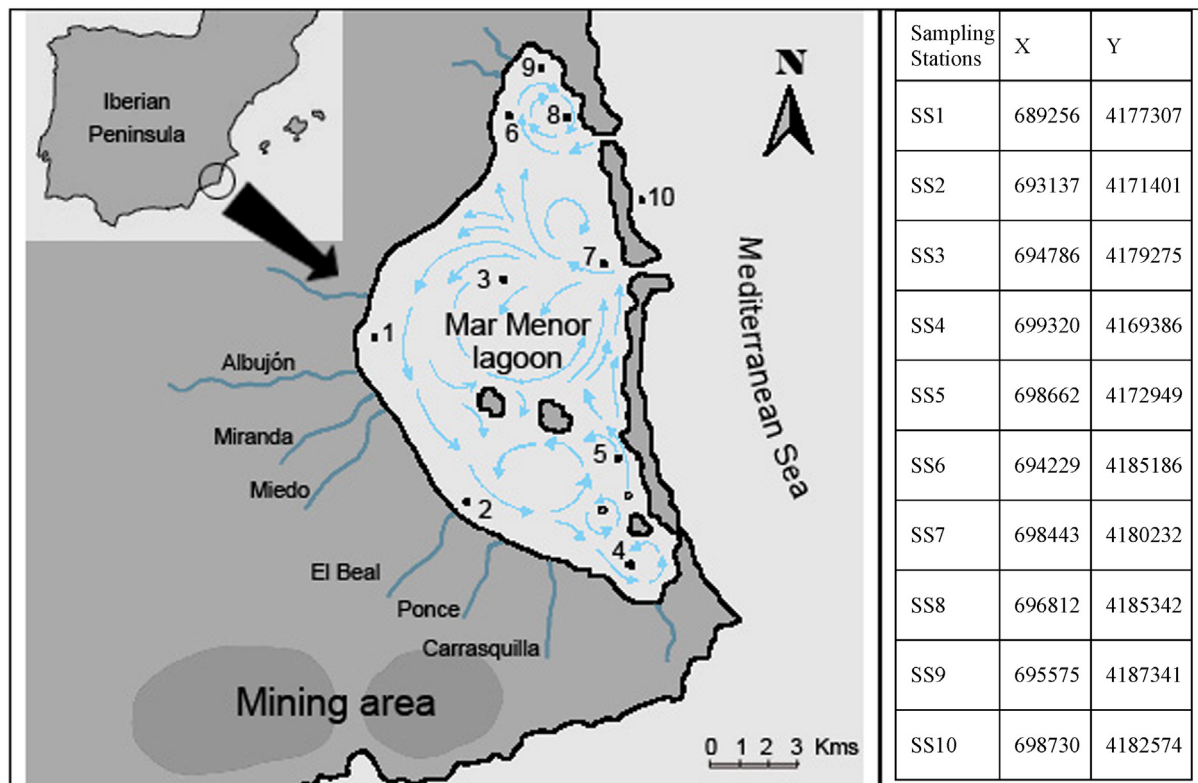 Iberian
Peninsula
N
9
6
8
10
7
3
Mar Menor
lagoon
1
Albujón
Miranda
Miedo
5
2
4
El Beal
Ponce
Carrasquilla
Mining area
Mediterranean Sea
0 1 2 3 Kms
Sampling Stations X Y
SS1 689256 4177307
SS2 693137 4171401
SS3 694786 4179275
SS4 699320 4169386
SS5 698662 4172949
SS6 694229 4185186
SS7 698443 4180232
SS8 696812 4185342
SS9 695575 4187341
SS10 698730 4182574